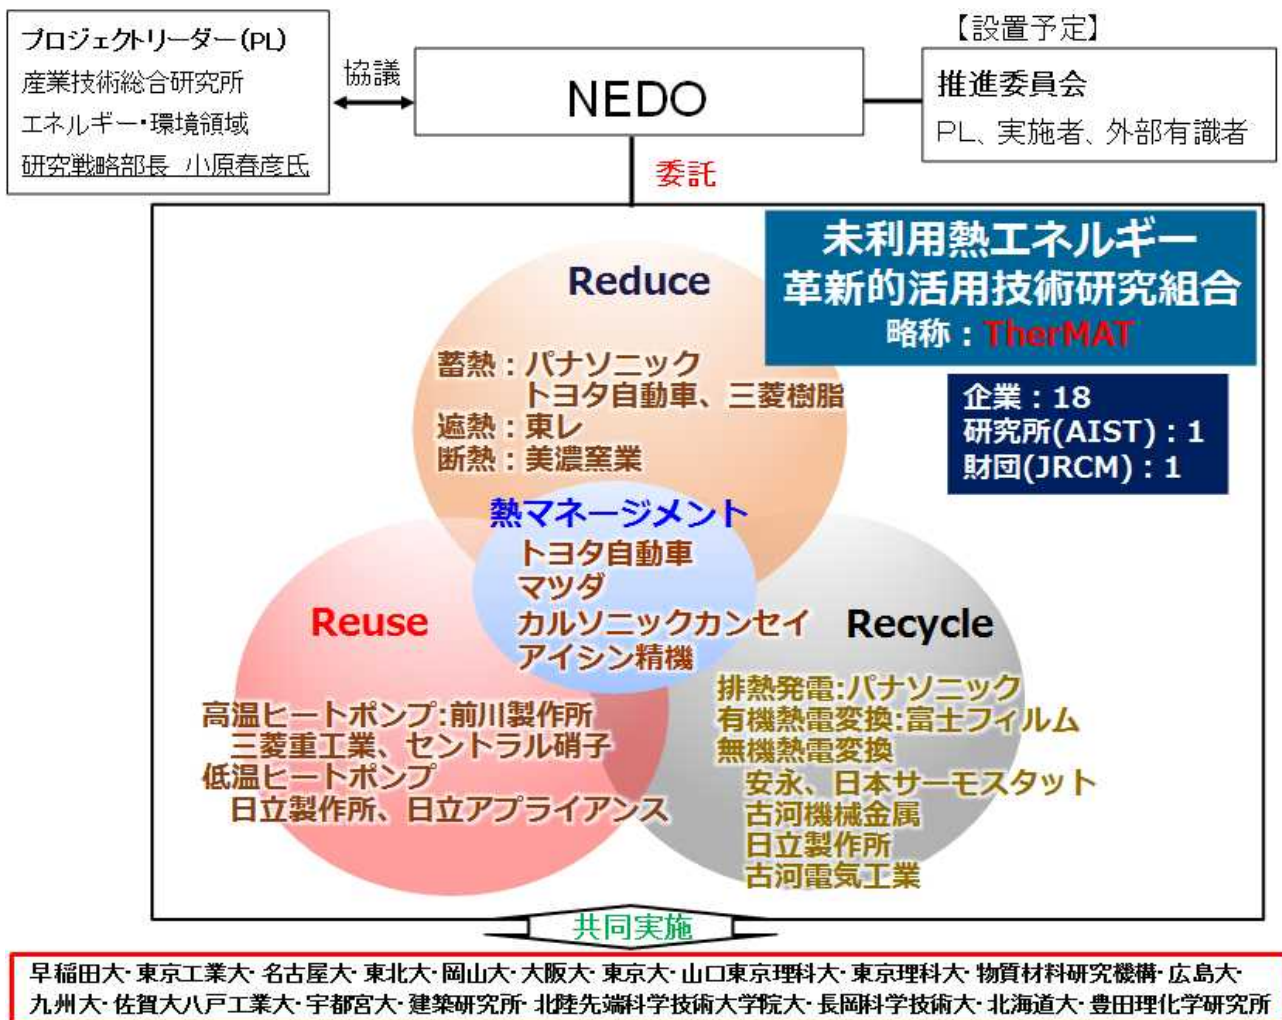 プロジェクトリーダー(PL)
産業技術総合研究所
エネルギー・環境領域
研究戦略部長 小原春彦氏
協議
NEDO
【設置予定】
推進委員会
PL、実施者、外部有識者
委託
未利用熱エネルギー
革新的活用技術研究組合
略称：TherMAT
企業：18
研究所(AIST)：1
財団(JRCM)：1
Reduce
蓄熱：パナソニック
トヨタ自動車、三菱樹脂
遮熱：東レ
断熱：美濃窯業
熱マネージメント
トヨタ自動車
マツダ
カルソニックカンセイ
アイシン精機
Reuse
高温ヒートポンプ:前川製作所
三菱重工業、セントラル硝子
低温ヒートポンプ
日立製作所、日立アプライアンス
Recycle
排熱発電:パナソニック
有機熱電変換:富士フィルム
無機熱電変換
安永、日本サーモスタット
古河機械金属
日立製作所
古河電気工業
共同実施
早稲田大・東京工業大・名古屋大・東北大・岡山大・大阪大・東京大・山口東京理科大・東京理科大・物質材料研究機構・広島大・
九州大・佐賀大八戸工業大・宇都宮大・建築研究所・北陸先端科学技術大学院大・長岡科学技術大・北海道大・豊田理化学研究所